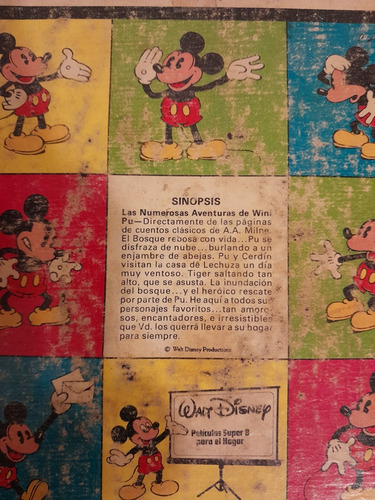 SINOPSIS
Las Numerosas Aventuras de Wini
Pu—Directamente de las páginas
de cuentos clásicos de A.A. Milne
El Bosque rebosa con vida...Pu se
disfraza de nube...burlando a un
enjambre de abejas. Pu y Cerdín
visitan la casa de Lechuza un día
muy ventoso. Tiger saltando tan
alto, que se asusta. La inundación
del bosque...y el heróico rescate
por parte de Pu. He aquí a todos su
personajes favoritos...tan amoro-
sos, encantadores, e irresistibles
que Vd. los querrá llevar a su hogar
para siempre.
© Walt Disney Productions
WALT DISNEY
Películas Super 8
para el Hogar